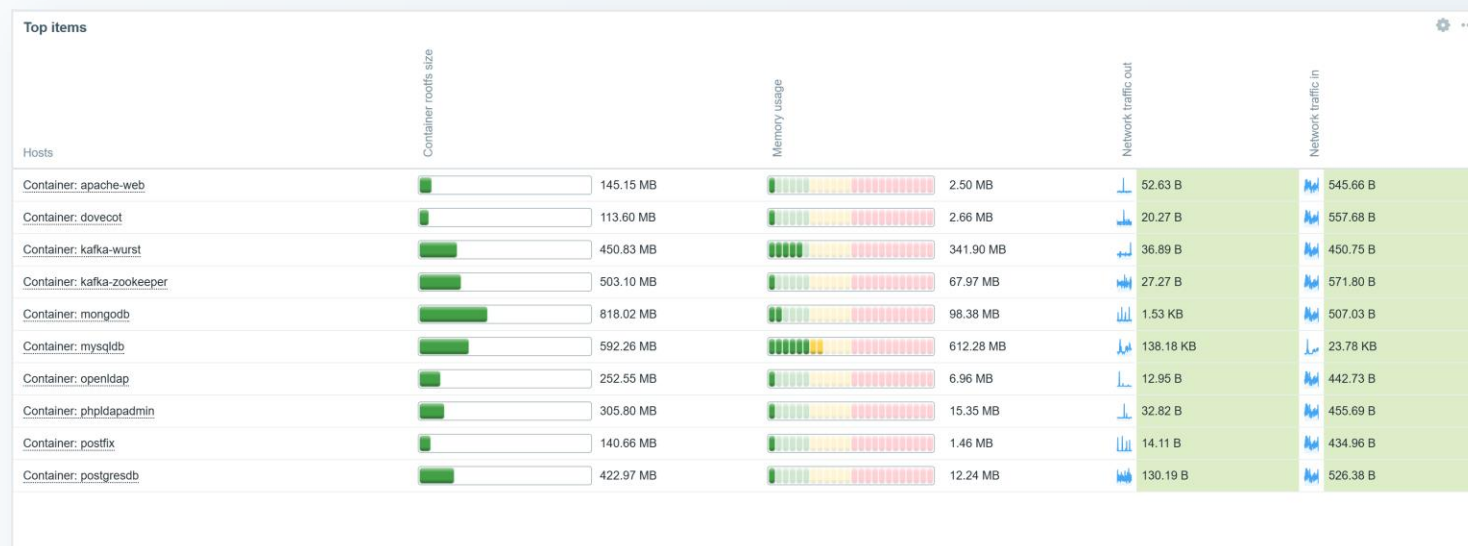 Top items
Hosts Container rootfs size Memory usage Network traffic out Network traffic in
Container: apache-web 145.15 MB 2.50 MB 52.63 B 545.66 B
Container: dovecot 113.60 MB 2.66 MB 20.27 B 557.68 B
Container: kafka-wurst 450.83 MB 341.90 MB 36.89 B 450.75 B
Container: kafka-zookeeper 503.10 MB 67.97 MB 27.27 B 571.80 B
Container: mongodb 818.02 MB 98.38 MB 1.53 KB 507.03 B
Container: mysqldb 592.26 MB 612.28 MB 138.18 KB 23.78 KB
Container: openldap 252.55 MB 6.96 MB 12.95 B 442.73 B
Container: phpldapadmin 305.80 MB 15.35 MB 32.82 B 455.69 B
Container: postfix 140.66 MB 1.46 MB 14.11 B 434.96 B
Container: postgresdb 422.97 MB 12.24 MB 130.19 B 526.38 B